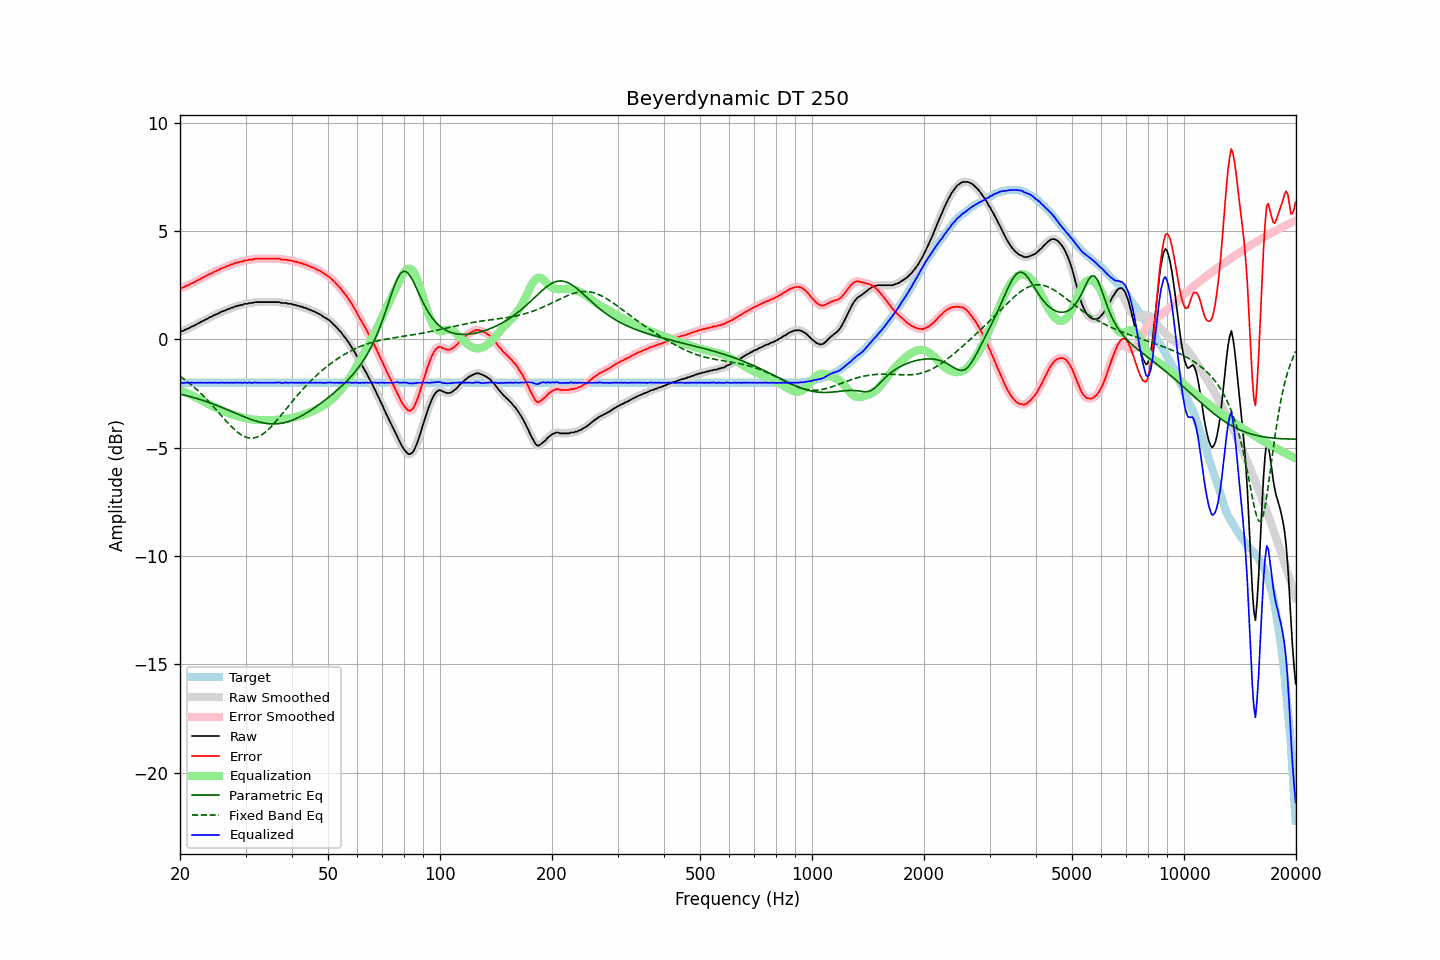 Beyerdynamic DT 250
10
5
0
−5
−10
−15
−20
Amplitude (dBr)
Target
Raw Smoothed
Error Smoothed
Raw
Error
Equalization
Parametric Eq
Fixed Band Eq
Equalized
20 50 100 200 500 1000 2000 5000 10000 20000
Frequency (Hz)